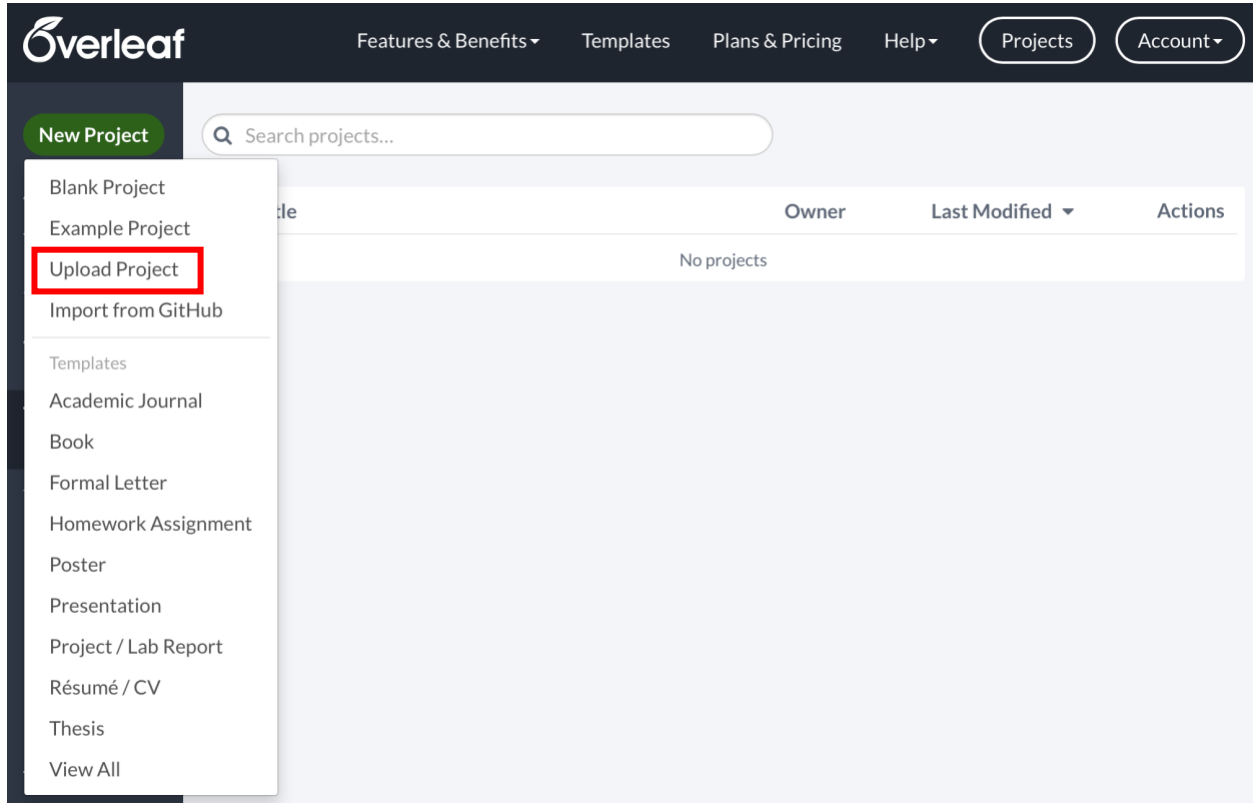 Overleaf
Features & Benefits Templates Plans & Pricing Help Projects Account
New Project
Search projects...
Blank Project
Example Project
Upload Project
Import from GitHub
Templates
Academic Journal
Book
Formal Letter
Homework Assignment
Poster
Presentation
Project / Lab Report
Résumé / CV
Thesis
View All
tle Owner Last Modified Actions
No projects